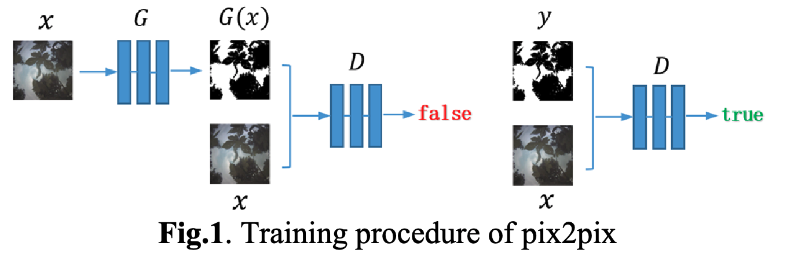 x G G(x) y
D D
false true
x x
Fig.1. Training procedure of pix2pix